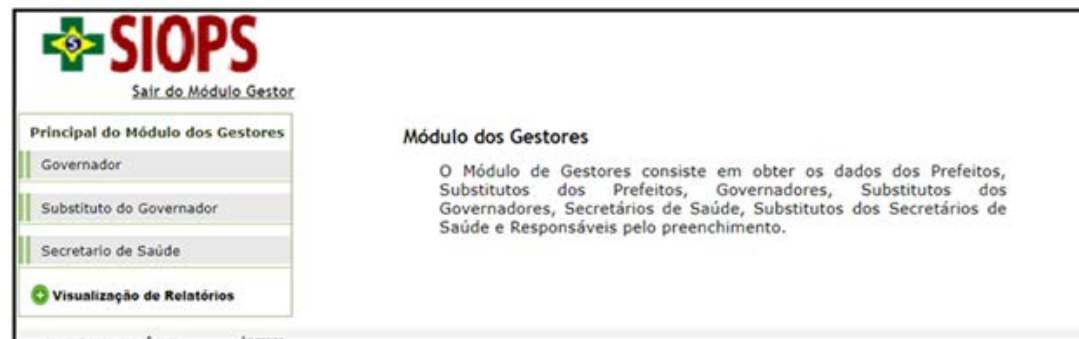 SIOPS
Sair do Módulo Gestor
Principal do Módulo dos Gestores
Governador
Substituto do Governador
Secretario de Saúde
Visualização de Relatórios
Módulo dos Gestores
O Módulo de Gestores consiste em obter os dados dos Prefeitos,
Substitutos dos Prefeitos, Governadores, Substitutos dos
Governadores, Secretários de Saúde, Substitutos dos Secretários de
Saúde e Responsáveis pelo preenchimento.